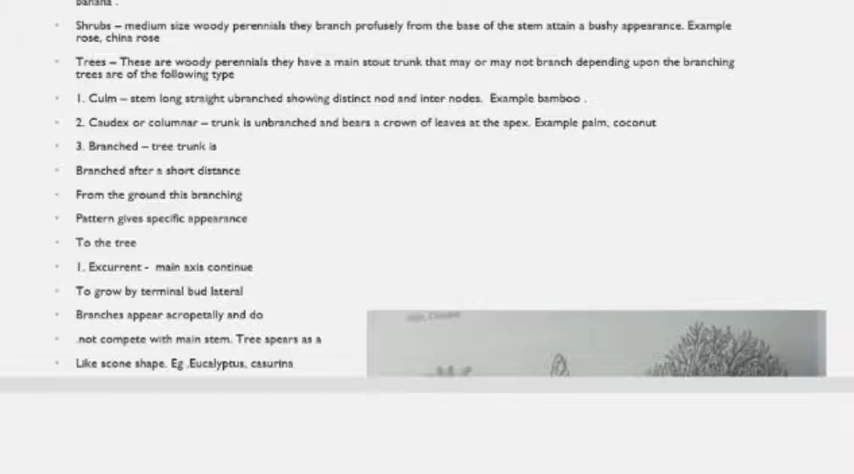 banana .
Shrubs – medium size woody perennials they branch profusely from the base of the stem attain a bushy appearance. Example
rose, china rose
Trees – These are woody perennials they have a main stout trunk that may or may not branch depending upon the branching
trees are of the following type
1. Culm – stem long straight ubranched showing distinct nod and inter nodes. Example bamboo .
2. Caudex or columnar – trunk is unbranched and bears a crown of leaves at the apex. Example palm, coconut
3. Branched – tree trunk is
Branched after a short distance
From the ground this branching
Pattern gives specific appearance
To the tree
1. Excurrent - main axis continue
To grow by terminal bud lateral
Branches appear acropetally and do
.not compete with main stem. Tree spears as a
Like scone shape. Eg .Eucalyptus, casurina